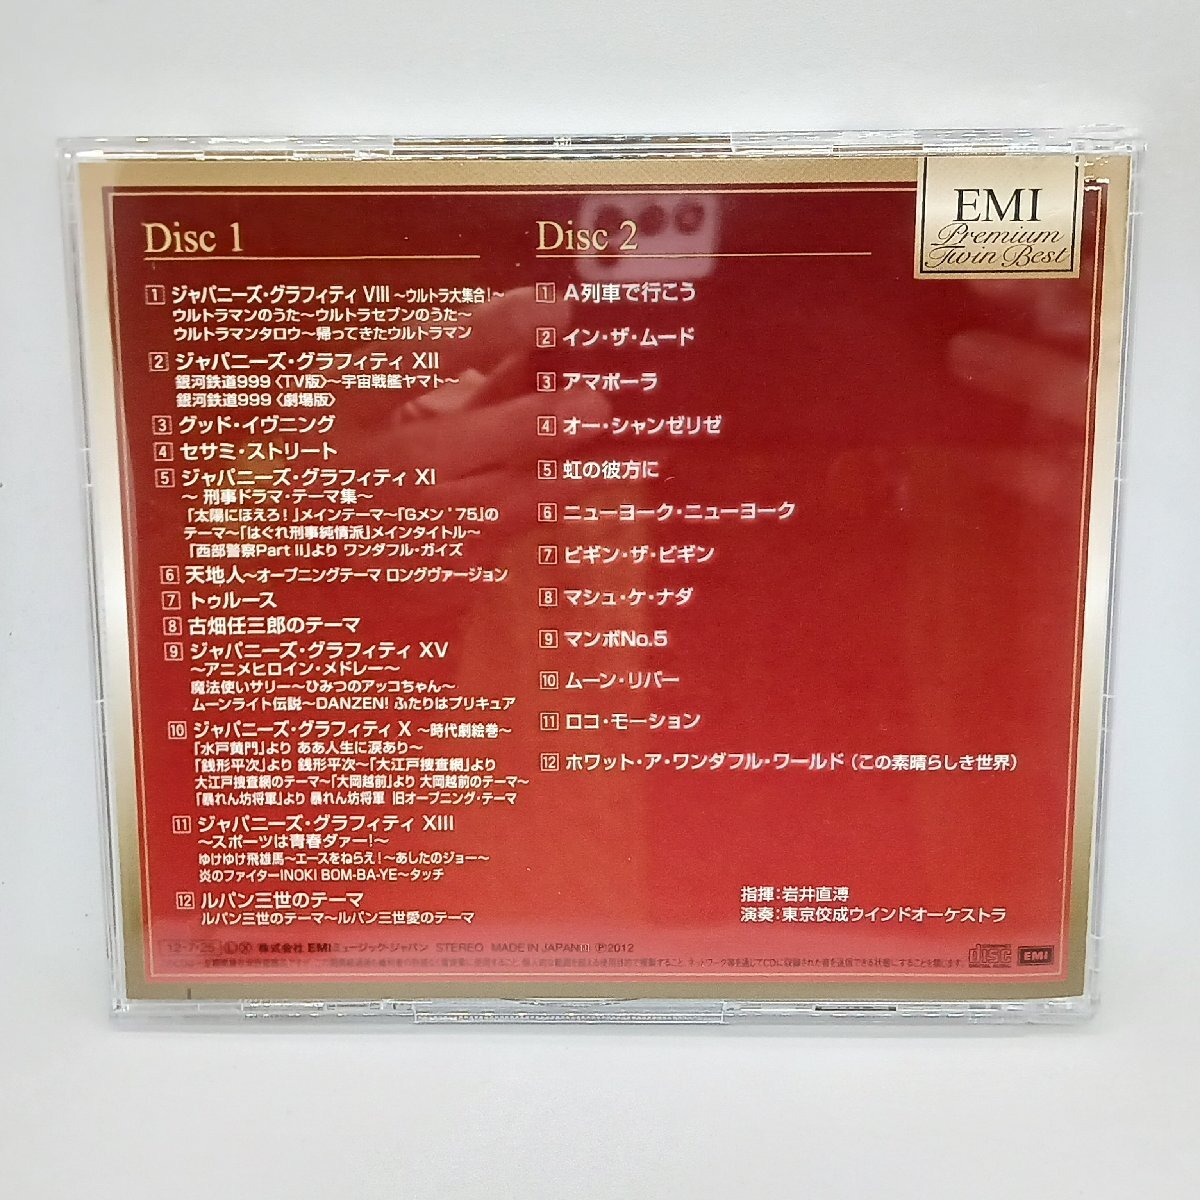 EMI
Premium
Twin Best
Disc 1
1 ジャパニーズ・グラフィティ VIII ～ウルトラ大集合!～
ウルトラマンのうた～ウルトラセブンのうた～
ウルトラマンタロウ～帰ってきたウルトラマン
2 ジャパニーズ・グラフィティ XII
銀河鉄道999〈TV版〉～宇宙戦艦ヤマト～
銀河鉄道999〈劇場版〉
3 グッド・イヴニング
4 セサミ・ストリート
5 ジャパニーズ・グラフィティ XI
～ 刑事ドラマ・テーマ集～
「太陽にほえろ!」メインテーマ～「Gメン'75」の
テーマ～「はぐれ刑事純情派」メインタイトル～
「西部警察Part II」より ワンダフル・ガイズ
6 天地人～オープニングテーマ ロングヴァージョン
7 トゥルース
8 古畑任三郎のテーマ
9 ジャパニーズ・グラフィティ XV
～アニメヒロイン・メドレー～
魔法使いサリー～ひみつのアッコちゃん～
ムーンライト伝説～DANZEN! ふたりはプリキュア
10 ジャパニーズ・グラフィティ X ～時代劇絵巻～
「水戸黄門」より ああ人生に涙あり～
「銭形平次」より 銭形平次～「大江戸捜査網」より
大江戸捜査網のテーマ～「大岡越前」より 大岡越前のテーマ～
「暴れん坊将軍」より 暴れん坊将軍 旧オープニング・テーマ
11 ジャパニーズ・グラフィティ XIII
～スポーツは青春ダァー!～
ゆけゆけ飛雄馬～エースをねらえ!～あしたのジョー～
炎のファイターINOKI BOM-BA-YE～タッチ
12 ルパン三世のテーマ
ルパン三世のテーマ～ルパン三世愛のテーマ
Disc 2
1 A列車で行こう
2 イン・ザ・ムード
3 アマポーラ
4 オー・シャンゼリゼ
5 虹の彼方に
6 ニューヨーク・ニューヨーク
7 ビギン・ザ・ビギン
8 マシュ・ケ・ナダ
9 マンボNo.5
10 ムーン・リバー
11 ロコ・モーション
12 ホワット・ア・ワンダフル・ワールド（この素晴らしき世界）
指揮：岩井直溥
演奏：東京佼成ウインドオーケストラ
12-7-25 株式会社 EMIミュージック・ジャパン STEREO MADE IN JAPAN Ⓟ2012
disc EMI